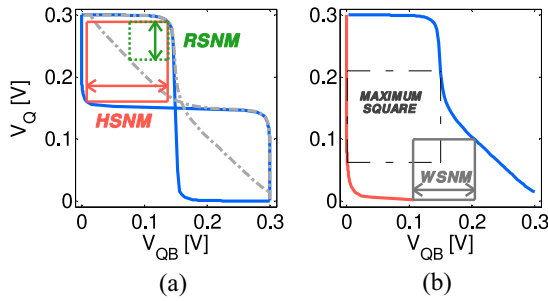 0.3
0.2
0.1
0
V_Q [V]
RSNM
HSNM
0
0.1
0.2
0.3
V_QB [V]
(a)
0.3
0.2
0.1
0
MAXIMUM
SQUARE
WSNM
0
0.1
0.2
0.3
V_QB [V]
(b)